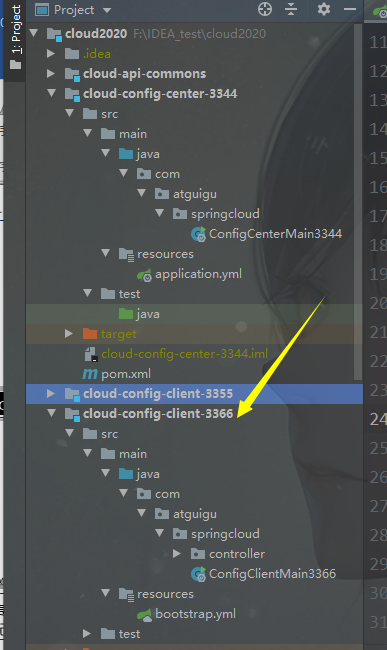 1: Project
Project
cloud2020 F:\IDEA_test\cloud2020
.idea
cloud-api-commons
cloud-config-center-3344
src
main
java
com
atguigu
springcloud
ConfigCenterMain3344
resources
application.yml
test
java
target
cloud-config-center-3344.iml
pom.xml
cloud-config-client-3355
cloud-config-client-3366
src
main
java
com
atguigu
springcloud
controller
ConfigClientMain3366
resources
bootstrap.yml
test
11
12
13
14
15
16
17
18
19
20
21
22
23
24
25
26
27
28
29
30
31